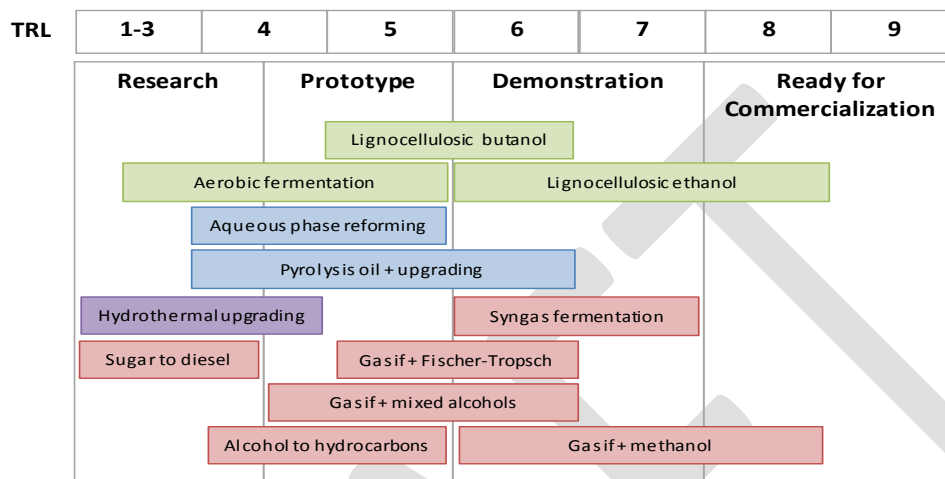 TRL 1-3 4 5 6 7 8 9
Research Prototype Demonstration Ready for
Commercialization
Lignocellulosic butanol
Aerobic fermentation Lignocellulosic ethanol
Aqueous phase reforming
Pyrolysis oil + upgrading
Hydrothermal upgrading Syngas fermentation
Sugar to diesel Gasif + Fischer-Tropsch
Gasif + mixed alcohols
Alcohol to hydrocarbons Gasif + methanol